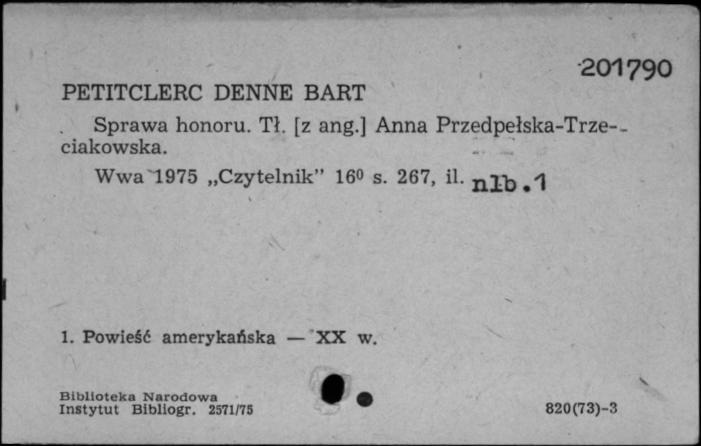 201790
PETITCLERC DENNE BART
Sprawa honoru. Tł. [z ang.] Anna Przedpełska-Trze-
ciakowska.
Wwa 1975 „Czytelnik” 16⁰ s. 267, il. nlb.1
1. Powieść amerykańska — XX w.
Biblioteka Narodowa
Instytut Bibliogr. 2571/75
820(73)-3